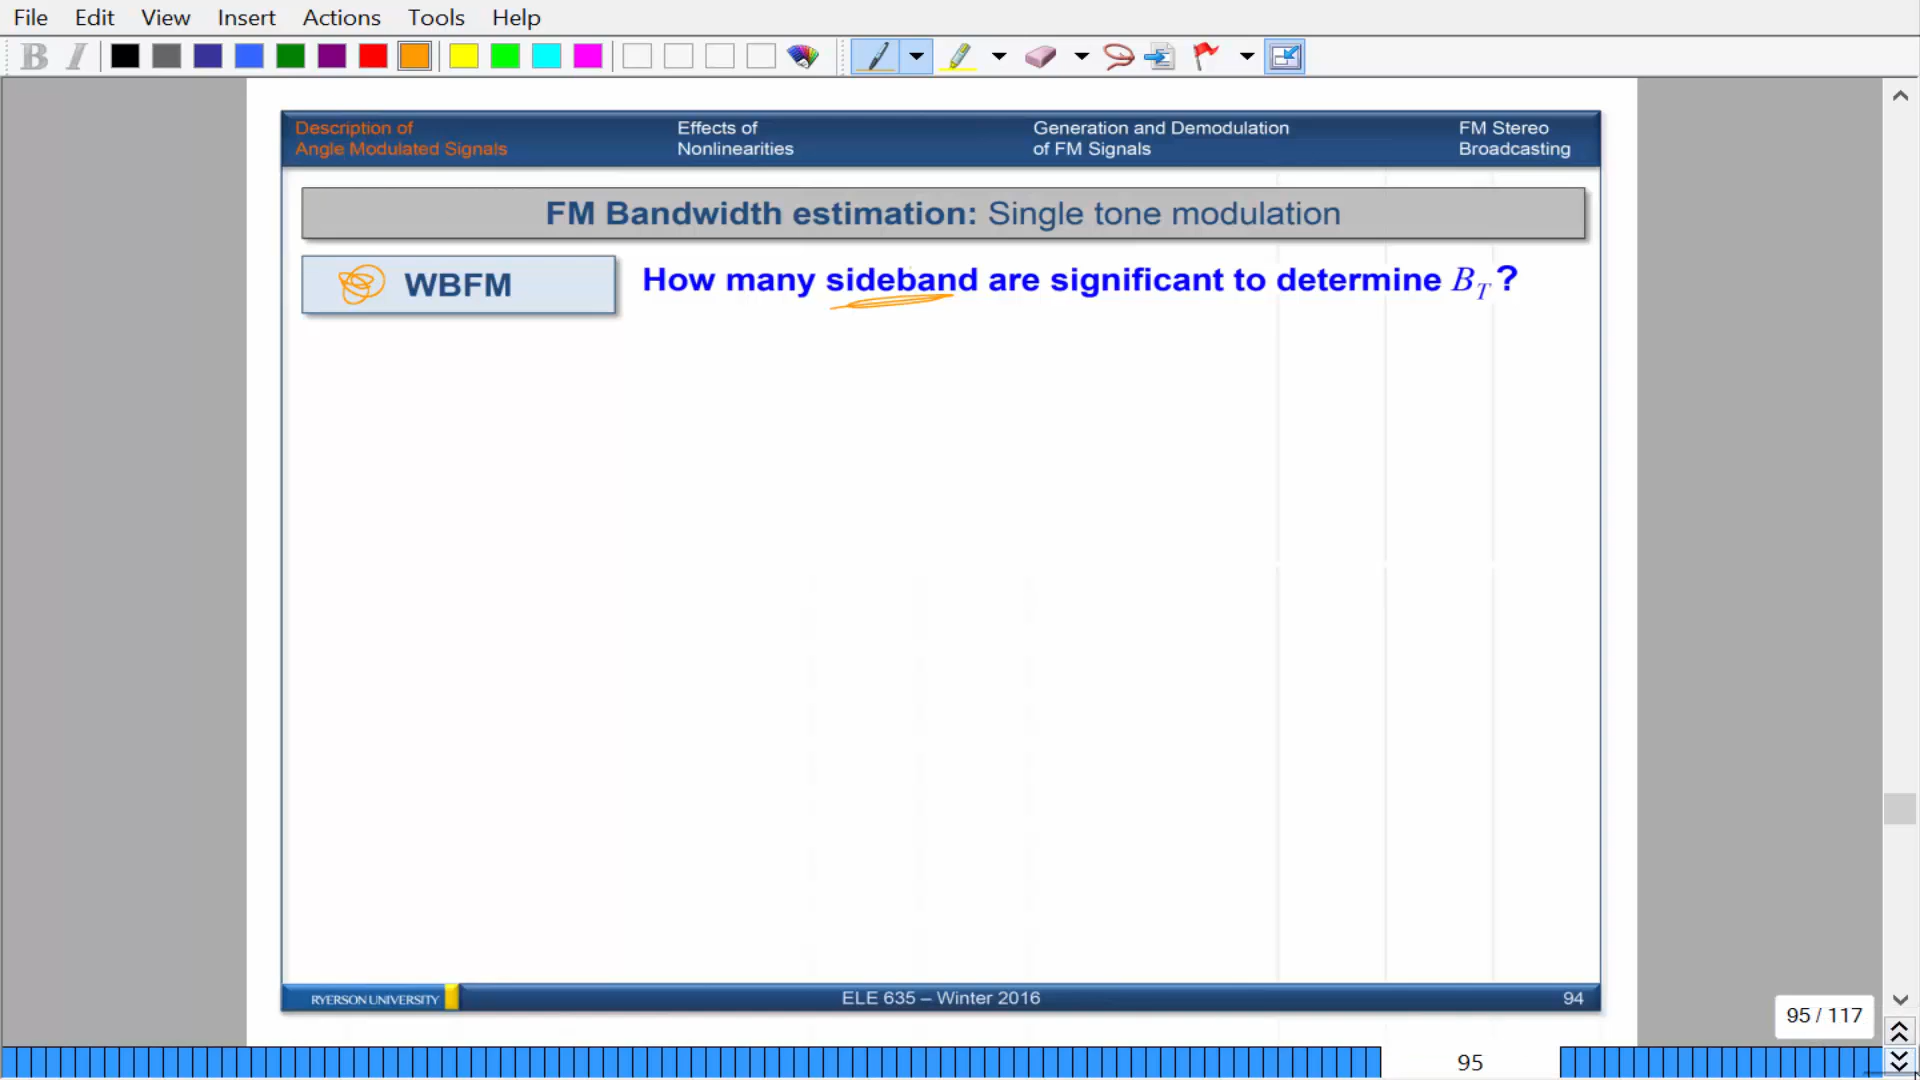 File Edit View Insert Actions Tools Help
B I
Description of
Angle Modulated Signals
Effects of
Nonlinearities
Generation and Demodulation
of FM Signals
FM Stereo
Broadcasting
FM Bandwidth estimation: Single tone modulation
WBFM
How many sideband are significant to determine B_T ?
RYERSON UNIVERSITY
ELE 635 – Winter 2016
94
95 / 117
95